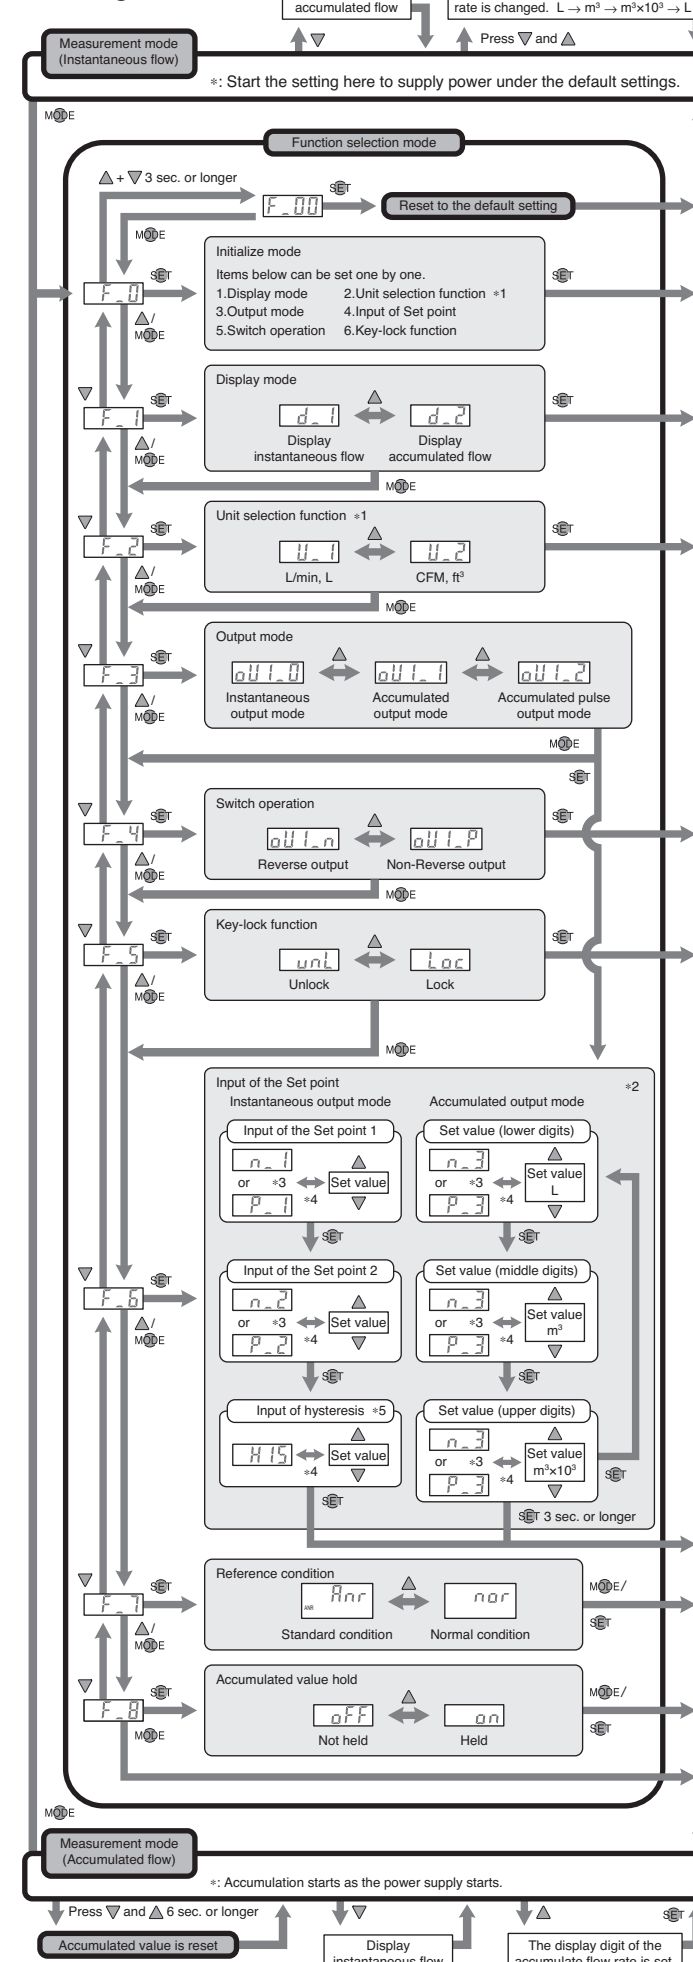 accumulated flow
rate is changed. L → m³ → m³×10³ → L
▽
Press ▽ and △
Measurement mode
(Instantaneous flow)
*: Start the setting here to supply power under the default settings.
MODE
Function selection mode
△ + ▽ 3 sec. or longer
F_00
SET
Reset to the default setting
MODE
F_0
SET
△/
MODE
Initialize mode
Items below can be set one by one.
1.Display mode 2.Unit selection function *1
3.Output mode 4.Input of Set point
5.Switch operation 6.Key-lock function
SET
▽
F_1
SET
△/
MODE
Display mode
d_1 △ d_2
Display
instantaneous flow
Display
accumulated flow
SET
MODE
▽
F_2
SET
△/
MODE
Unit selection function *1
U_1 △ U_2
L/min, L CFM, ft³
SET
MODE
▽
F_3
SET
△/
MODE
Output mode
oU1_0 △ oU1_1 △ oU1_2
Instantaneous
output mode
Accumulated
output mode
Accumulated pulse
output mode
MODE
SET
▽
F_4
SET
△/
MODE
Switch operation
oU1_n △ oU1_P
Reverse output Non-Reverse output
SET
MODE
▽
F_5
SET
△/
MODE
Key-lock function
unL △ Loc
Unlock Lock
SET
MODE
Input of the Set point *2
Instantaneous output mode Accumulated output mode
Input of the Set point 1
n_1
or *3
P_1
*4
△
Set value
▽
SET
Set value (lower digits)
n_3
or *3
P_3
*4
△
Set value
L
▽
SET
▽
F_6
SET
△/
MODE
Input of the Set point 2
n_2
or *3
P_2
*4
△
Set value
▽
SET
Set value (middle digits)
n_3
or *3
P_3
*4
△
Set value
m³
▽
SET
Input of hysteresis *5
H15
*4
△
Set value
▽
SET
Set value (upper digits)
n_3
or *3
P_3
*4
△
Set value
m³×10³
▽
SET
SET 3 sec. or longer
▽
F_7
SET
△/
MODE
Reference condition
Anr △ nor
ANR
Standard condition Normal condition
MODE/
SET
▽
F_8
SET
MODE
Accumulated value hold
oFF △ on
Not held Held
MODE/
SET
MODE
Measurement mode
(Accumulated flow)
*: Accumulation starts as the power supply starts.
Press ▽ and △ 6 sec. or longer
▽
△
SET
Accumulated value is reset
Display
instantaneous flow
The display digit of the
accumulate flow rate is set